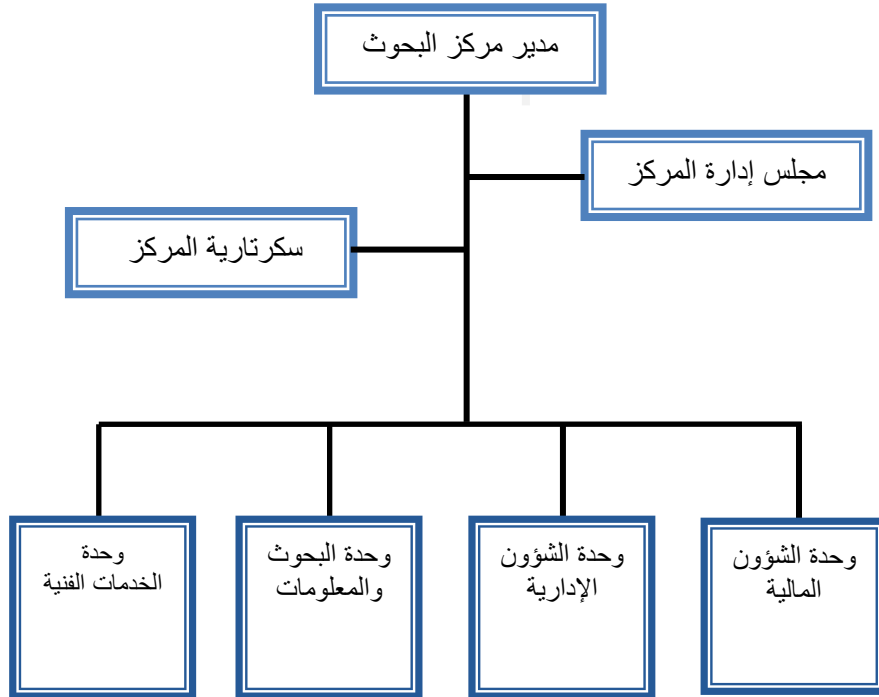 مدير مركز البحوث
مجلس إدارة المركز
سكرتارية المركز
وحدة الشؤون
المالية
وحدة الشؤون
الإدارية
وحدة البحوث
والمعلومات
وحدة
الخدمات الفنية